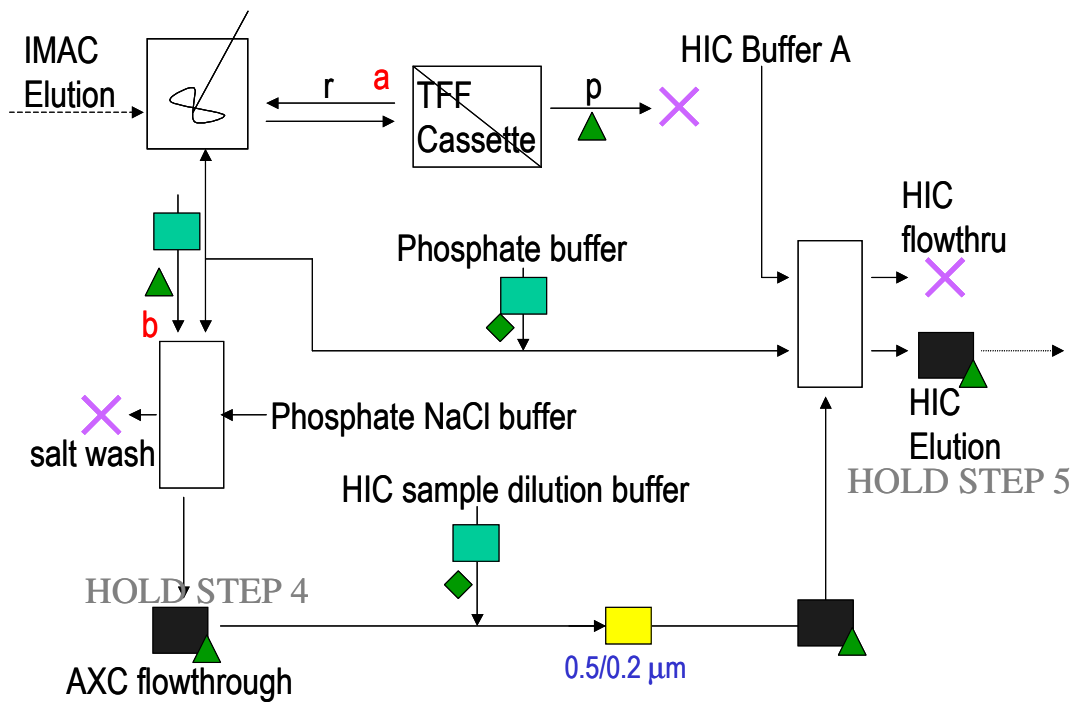 IMAC
Elution
r
a
TFF
Cassette
p
HIC Buffer A
HIC
flowthru
Phosphate buffer
b
Phosphate NaCl buffer
salt wash
HIC
Elution
HOLD STEP 5
HIC sample dilution buffer
HOLD STEP 4
0.5/0.2 μm
AXC flowthrough